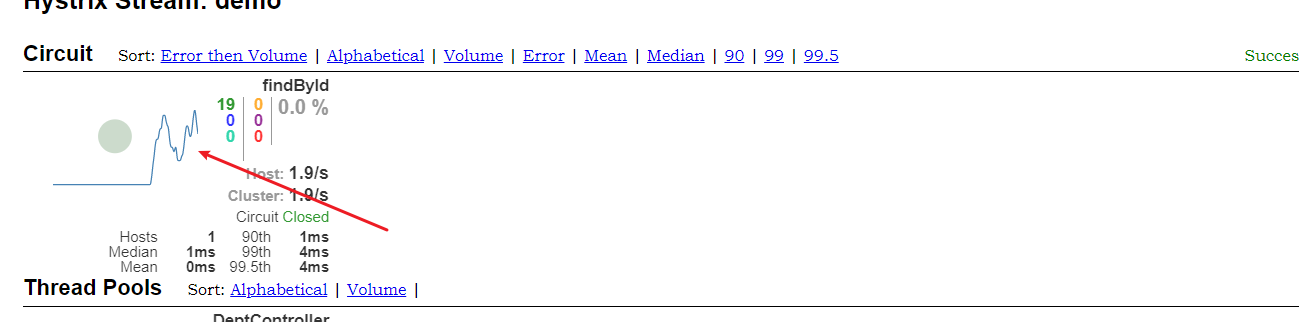 Hystrix Stream: demo
Circuit Sort: Error then Volume | Alphabetical | Volume | Error | Mean | Median | 90 | 99 | 99.5 Succes
findById
19 0 0.0 %
0 0
0 0
Host: 1.9/s
Cluster: 1.9/s
Circuit Closed
Hosts 1 90th 1ms
Median 1ms 99th 4ms
Mean 0ms 99.5th 4ms
Thread Pools Sort: Alphabetical | Volume |
DeptController